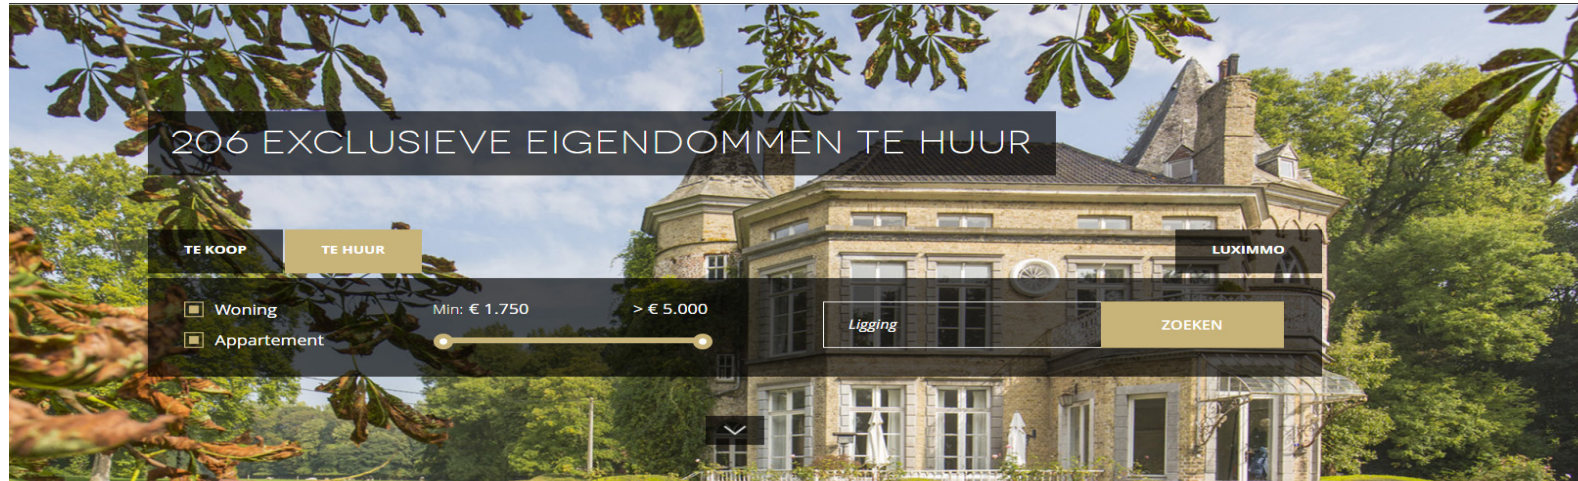 206 EXCLUSIEVE EIGENDOMMEN TE HUUR
TE KOOP
TE HUUR
LUXIMMO
Woning
Min: € 1.750
> € 5.000
Appartement
Ligging
ZOEKEN